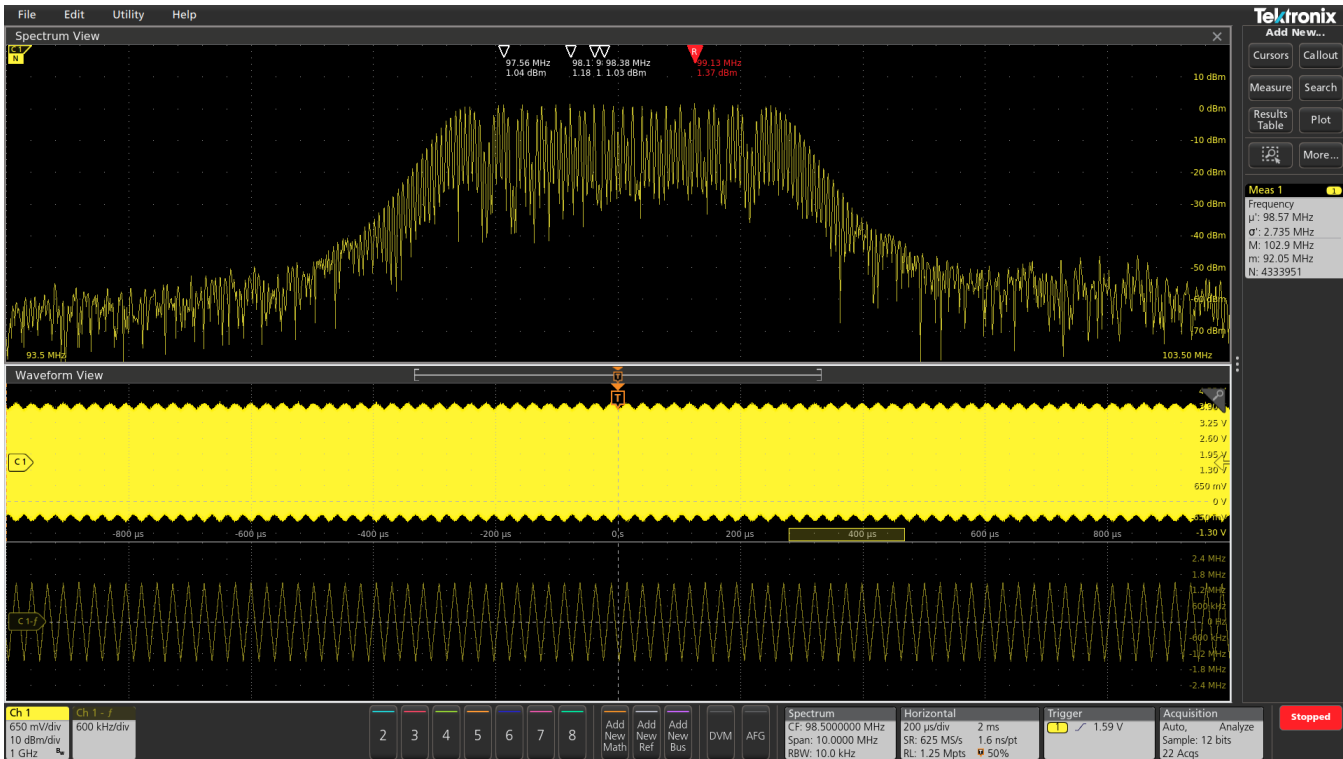 File Edit Utility Help
Tektronix
Spectrum View
Add New...
C 1
N
97.56 MHz
1.04 dBm
98.1
1.18
98.38 MHz
1.03 dBm
R
99.13 MHz
1.37 dBm
10 dBm
0 dBm
-10 dBm
-20 dBm
-30 dBm
-40 dBm
-50 dBm
-60 dBm
-70 dBm
93.5 MHz
103.50 MHz
Cursors Callout
Measure Search
Results Table
Plot
More...
Meas 1 1
Frequency
µ': 98.57 MHz
σ': 2.735 MHz
M: 102.9 MHz
m: 92.05 MHz
N: 4333951
Waveform View
T
C 1
3.25 V
2.60 V
1.95 V
1.30 V
650 mV
0 V
-1.30 V
-800 µs -600 µs -400 µs -200 µs 0 s 200 µs 400 µs 600 µs 800 µs
C 1-f
2.4 MHz
1.8 MHz
1.2 MHz
600 kHz
0 Hz
-600 kHz
-1.2 MHz
-1.8 MHz
-2.4 MHz
Ch 1
650 mV/div
10 dBm/div
1 GHz
Ch 1 - f
600 kHz/div
2 3 4 5 6 7 8
Add New Math
Add New Ref
Add New Bus
DVM AFG
Spectrum
CF: 98.5000000 MHz
Span: 10.0000 MHz
RBW: 10.0 kHz
Horizontal
200 µs/div 2 ms
SR: 625 MS/s 1.6 ns/pt
RL: 1.25 Mpts 50%
Trigger
1 1.59 V
Acquisition
Auto, Analyze
Sample: 12 bits
22 Acqs
Stopped